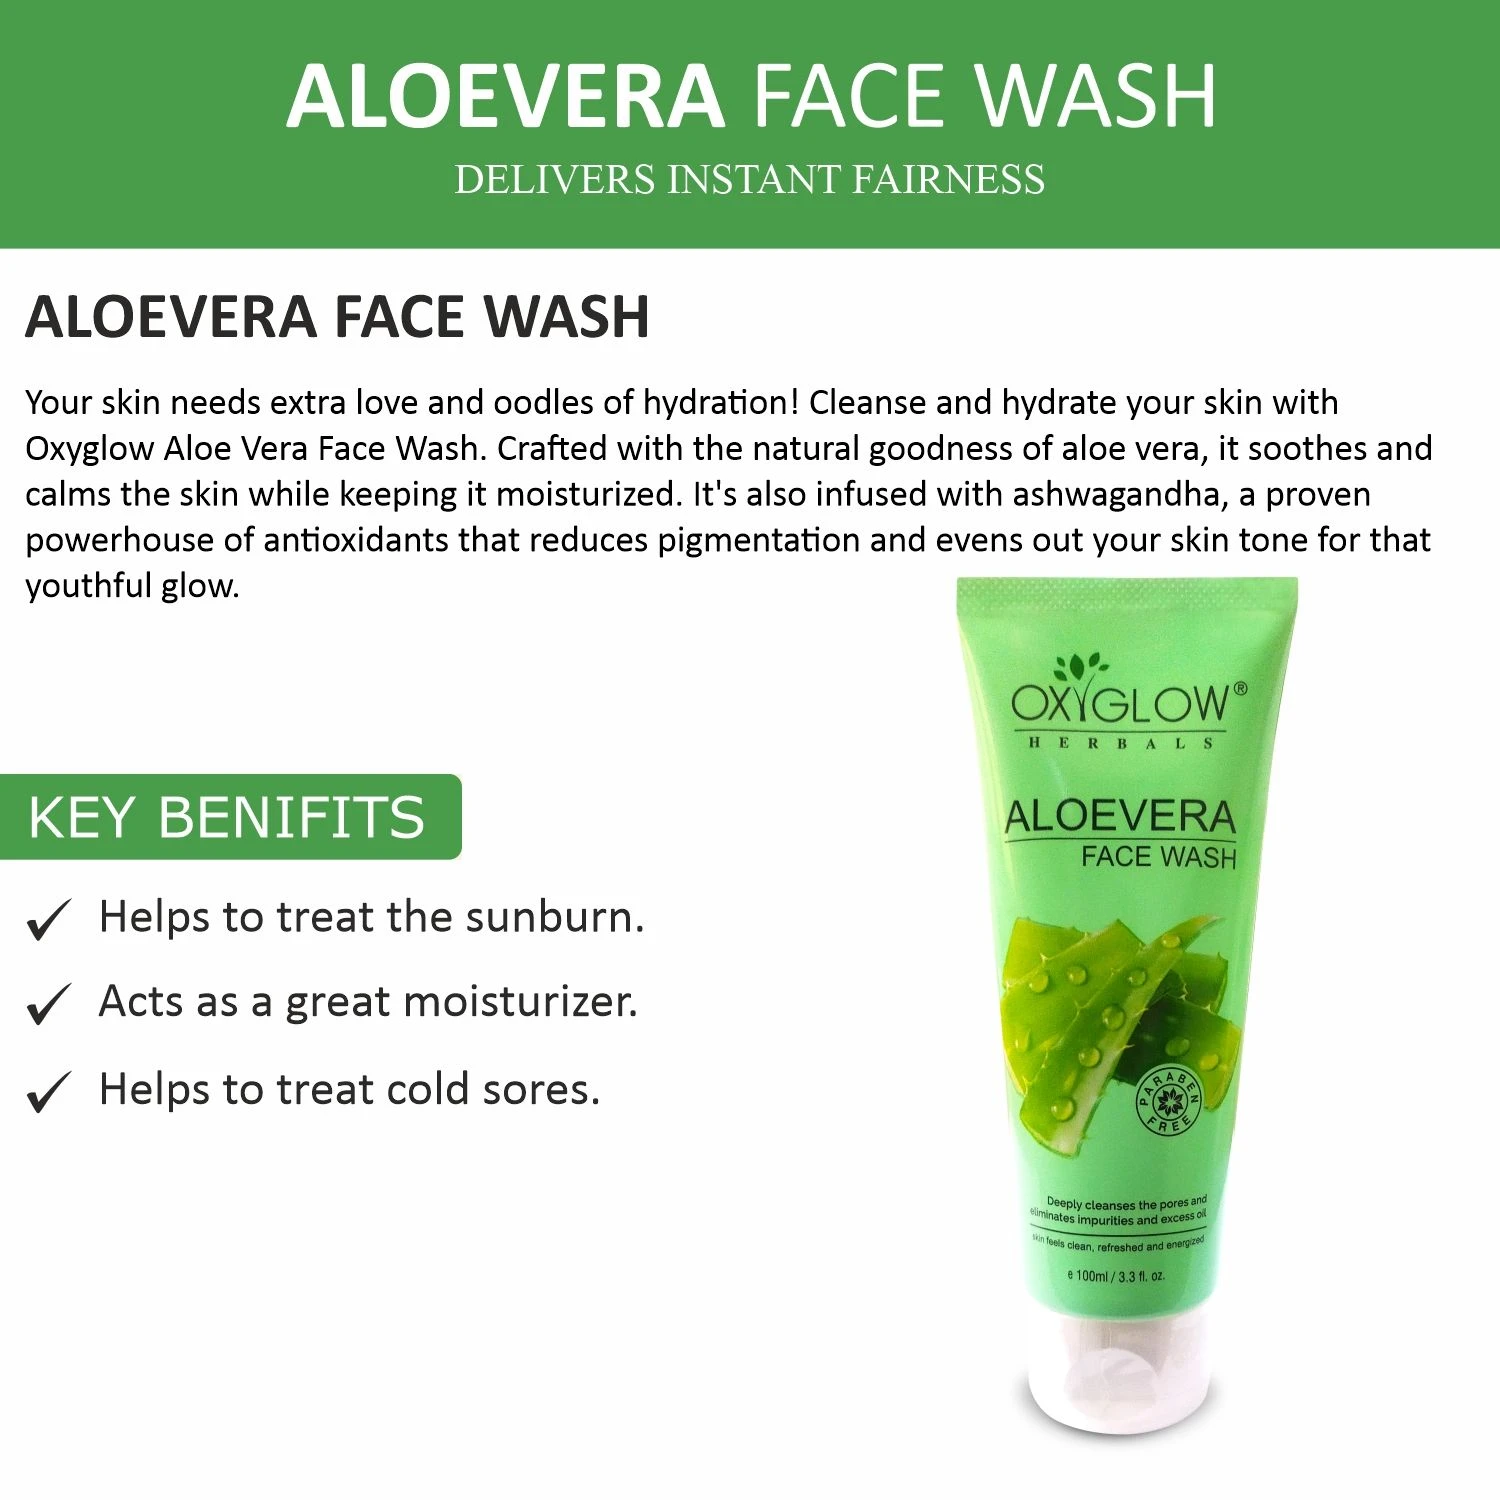 ALOEVERA FACE WASH
DELIVERS INSTANT FAIRNESS
ALOEVERA FACE WASH
Your skin needs extra love and oodles of hydration! Cleanse and hydrate your skin with
Oxyglow Aloe Vera Face Wash. Crafted with the natural goodness of aloe vera, it soothes and
calms the skin while keeping it moisturized. It's also infused with ashwagandha, a proven
powerhouse of antioxidants that reduces pigmentation and evens out your skin tone for that
youthful glow.
KEY BENIFITS
✓ Helps to treat the sunburn.
✓ Acts as a great moisturizer.
✓ Helps to treat cold sores.
OXYGLOW®
HERBALS
ALOEVERA
FACE WASH
PARABEN
FREE
Deeply cleanses the pores and
eliminates impurities and excess oil
skin feels clean, refreshed and energized
e 100ml / 3.3 fl. oz.